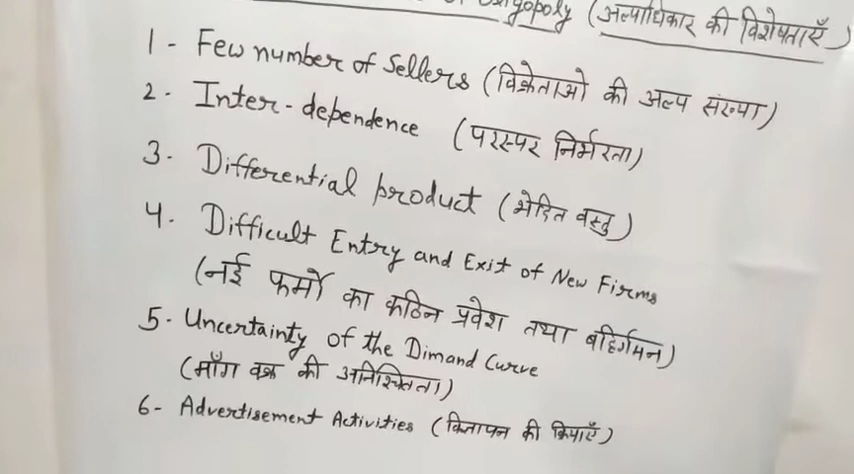 of Oligopoly (अल्पाधिकार की विशेषताएँ)
1 - Few number of Sellers (विक्रेताओ की अल्प संख्या)
2. Inter-dependence (परस्पर निर्भरता)
3. Differential product (भेदित वस्तु)
4. Difficult Entry and Exit of New Firms
(नई फर्मों का कठिन प्रवेश तथा बहिर्गमन)
5. Uncertainty of the Dimand Curve
(माँग वक्र की अनिश्चितता)
6- Advertisement Activities (विज्ञापन की क्रियाएँ)